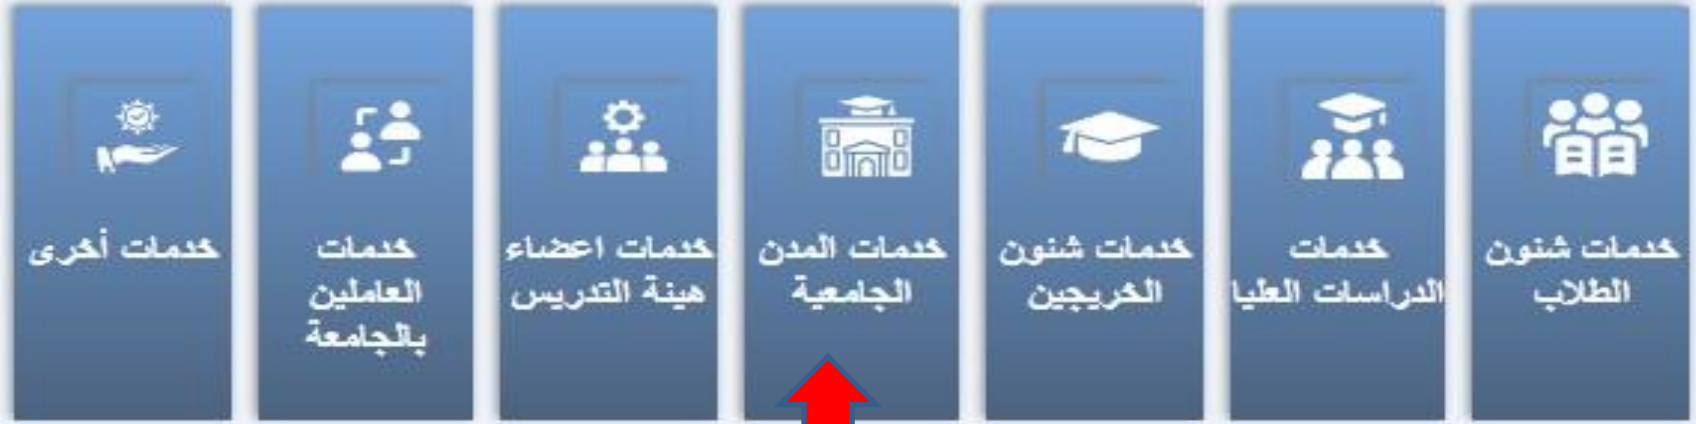 خدمات شئون
الطلاب
خدمات
الدراسات العليا
خدمات شئون
الخريجين
خدمات المدن
الجامعية
خدمات اعضاء
هيئة التدريس
خدمات
العاملين
بالجامعة
خدمات أخرى